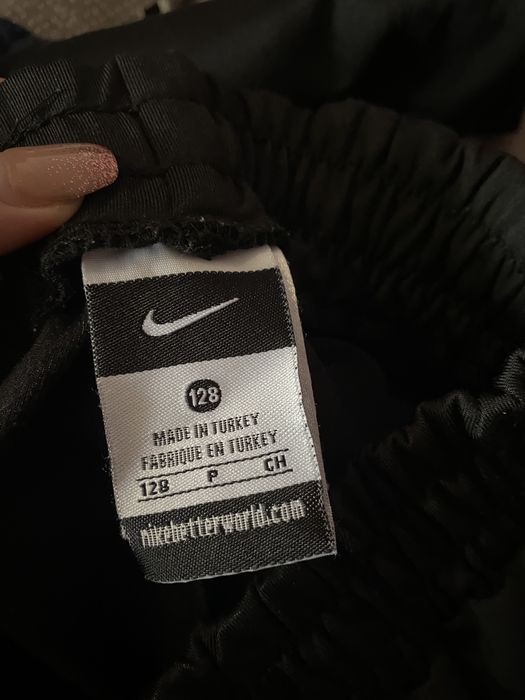 128
MADE IN TURKEY
FABRIQUE EN TURKEY
128 P CH
nikebetterworld.com